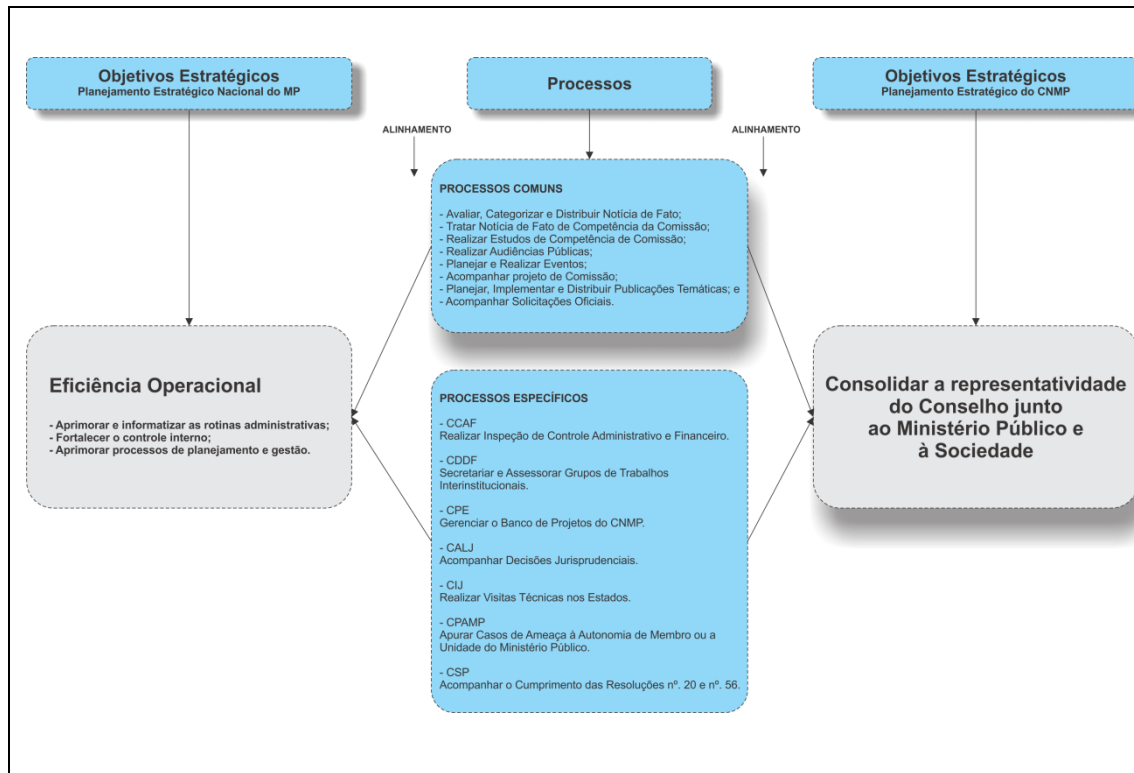 Objetivos Estratégicos
Planejamento Estratégico Nacional do MP
Processos
Objetivos Estratégicos
Planejamento Estratégico do CNMP
ALINHAMENTO
ALINHAMENTO
PROCESSOS COMUNS
- Avaliar, Categorizar e Distribuir Notícia de Fato;
- Tratar Notícia de Fato de Competência da Comissão;
- Realizar Estudos de Competência de Comissão;
- Realizar Audiências Públicas;
- Planejar e Realizar Eventos;
- Acompanhar projeto de Comissão;
- Planejar, Implementar e Distribuir Publicações Temáticas; e
- Acompanhar Solicitações Oficiais.
Eficiência Operacional
- Aprimorar e informatizar as rotinas administrativas;
- Fortalecer o controle interno;
- Aprimorar processos de planejamento e gestão.
PROCESSOS ESPECÍFICOS
- CCAF
Realizar Inspeção de Controle Administrativo e Financeiro.
- CDDF
Secretariar e Assessorar Grupos de Trabalhos
Interinstitucionais.
- CPE
Gerenciar o Banco de Projetos do CNMP.
- CALJ
Acompanhar Decisões Jurisprudenciais.
- CIJ
Realizar Visitas Técnicas nos Estados.
- CPAMP
Apurar Casos de Ameaça à Autonomia de Membro ou a
Unidade do Ministério Público.
- CSP
Acompanhar o Cumprimento das Resoluções nº. 20 e nº. 56.
Consolidar a representatividade
do Conselho junto
ao Ministério Público e
à Sociedade